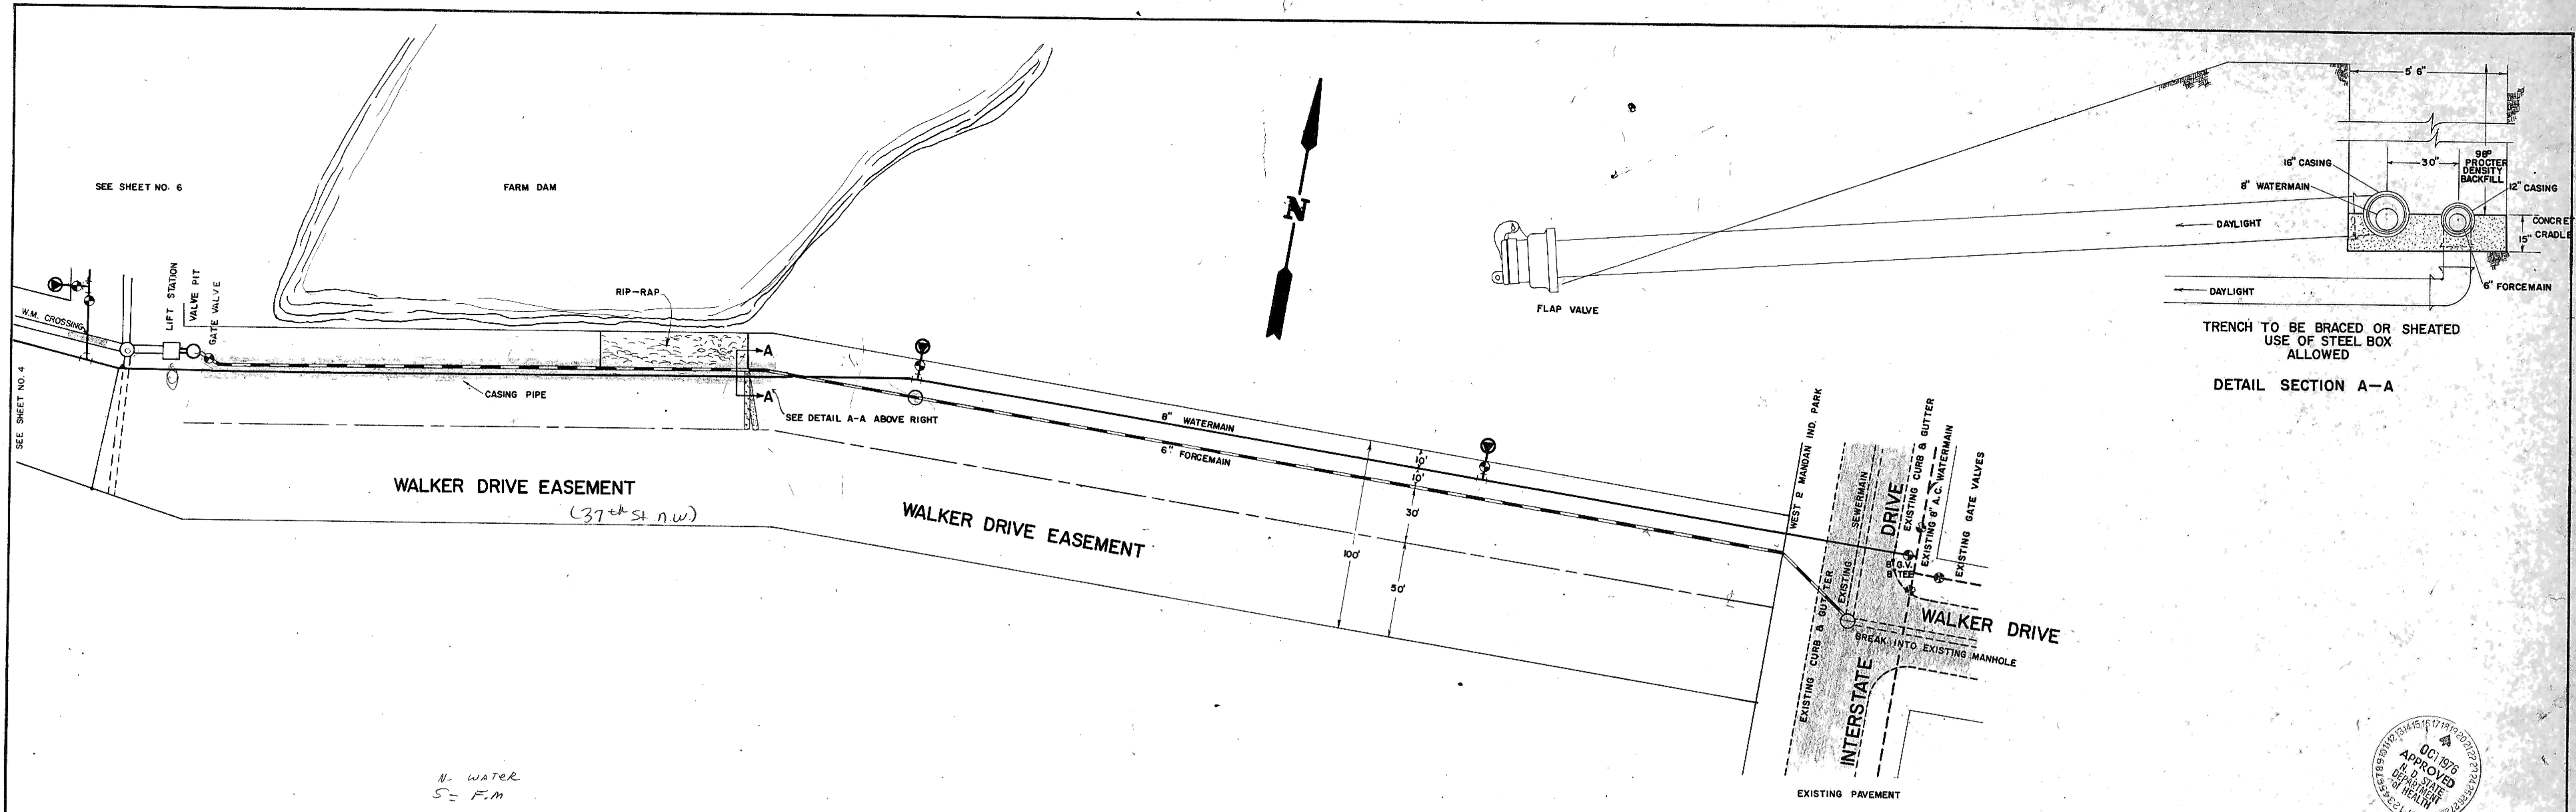 SEE SHEET NO. 6
FARM DAM
N
5' 6"
16" CASING
30"
98°
PROCTER
DENSITY
BACKFILL
8" WATERMAIN
12" CASING
DAYLIGHT
CONCRE
CRADLE
15"
DAYLIGHT
6" FORCEMAIN
FLAP VALVE
TRENCH TO BE BRACED OR SHEATED
USE OF STEEL BOX
ALLOWED
DETAIL SECTION A-A
LIFT STATION
VALVE PIT
GATE VALVE
RIP-RAP
W.M. CROSSING
A
A
SEE SHEET NO. 4
CASING PIPE
SEE DETAIL A-A ABOVE RIGHT
8" WATERMAIN
6" FORCEMAIN
10'
10'
30'
100'
50'
WALKER DRIVE EASEMENT
(37th St. N.W.)
WALKER DRIVE EASEMENT
WEST MANDAN IND. PARK
EXISTING CURB & GUTTER
EXISTING SEWERMAIN
INTERSTATE DRIVE
EXISTING CURB & GUTTER
EXISTING 8" A.C. WATERMAIN
EXISTING GATE VALVES
8" G.V.
8" TEE
WALKER DRIVE
BREAK INTO EXISTING MANHOLE
EXISTING PAVEMENT
N- WATER
S= F.M
OCT 1976
APPROVED
N. D. STATE
DEPARTMENT
OF HEALTH